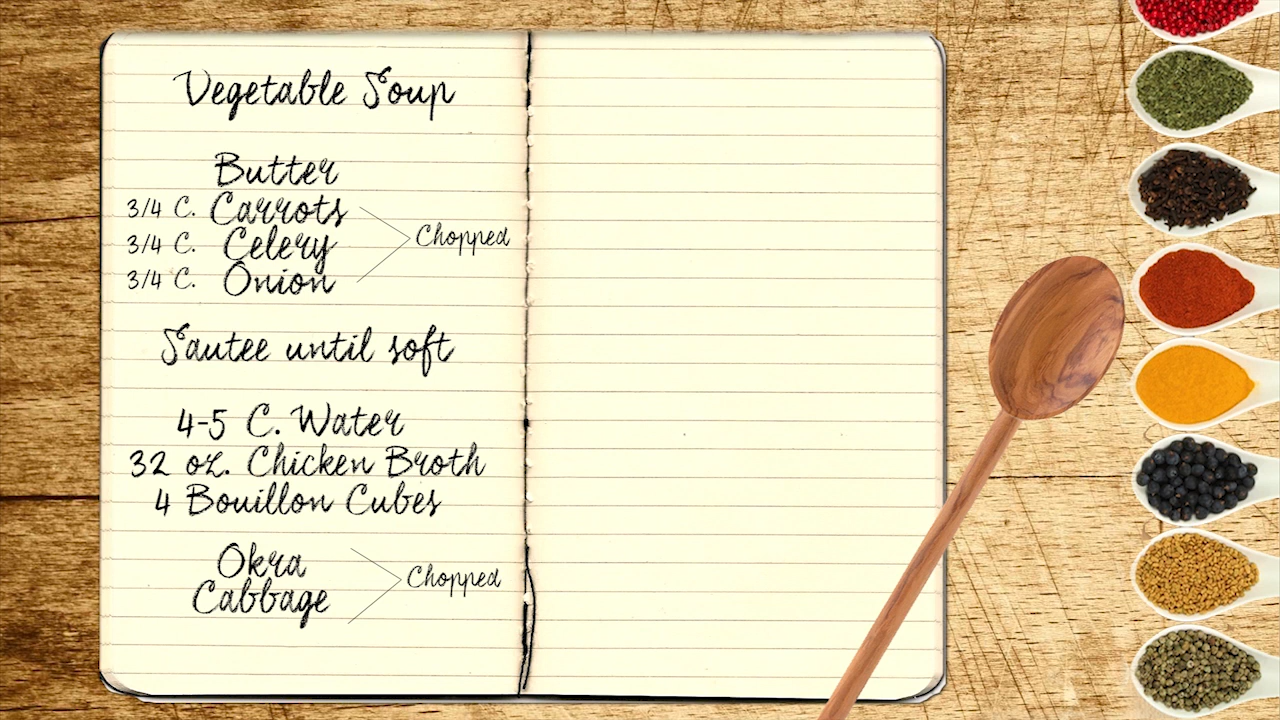 Vegetable Soup
Butter
3/4 C. Carrots
3/4 C. Celery
3/4 C. Onion
Chopped
Sautee until soft
4-5 C. Water
32 oz. Chicken Broth
4 Bouillon Cubes
Okra
Cabbage
Chopped